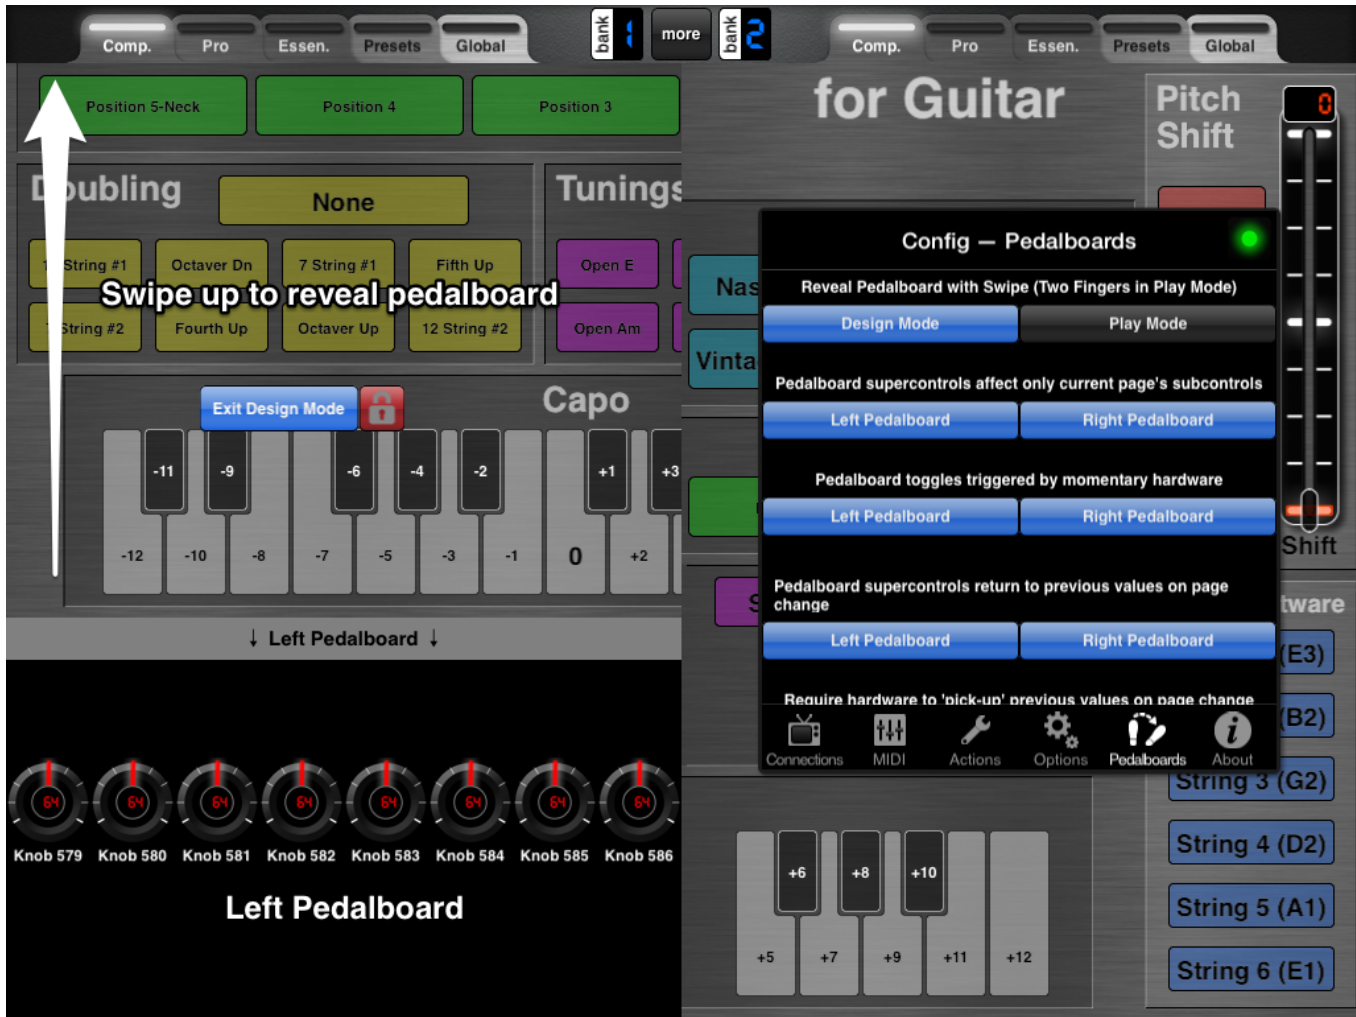 Comp.
Pro
Essen.
Presets
Global
bank
1
more
bank
2
Comp.
Pro
Essen.
Presets
Global
Position 5-Neck
Position 4
Position 3
Doubling
None
Tunings
String #1
Octaver Dn
7 String #1
Fifth Up
Open E
Swipe up to reveal pedalboard
String #2
Fourth Up
Octaver Up
12 String #2
Open Am
Exit Design Mode
Capo
-11
-9
-6
-4
-2
+1
+3
-12
-10
-8
-7
-5
-3
-1
0
+2
↓ Left Pedalboard ↓
64
64
64
64
64
64
64
64
Knob 579
Knob 580
Knob 581
Knob 582
Knob 583
Knob 584
Knob 585
Knob 586
Left Pedalboard
for Guitar
Pitch
Shift
0
Nas
Vinta
S
Config — Pedalboards
Reveal Pedalboard with Swipe (Two Fingers in Play Mode)
Design Mode
Play Mode
Pedalboard supercontrols affect only current page's subcontrols
Left Pedalboard
Right Pedalboard
Pedalboard toggles triggered by momentary hardware
Left Pedalboard
Right Pedalboard
Pedalboard supercontrols return to previous values on page
change
Left Pedalboard
Right Pedalboard
Require hardware to 'pick-up' previous values on page change
Connections
MIDI
Actions
Options
Pedalboards
About
Shift
tware
(E3)
(B2)
String 3 (G2)
String 4 (D2)
String 5 (A1)
String 6 (E1)
+6
+8
+10
+5
+7
+9
+11
+12